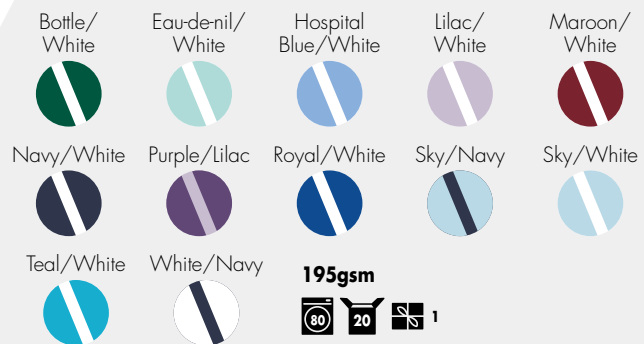 Bottle/
White
Eau-de-nil/
White
Hospital
Blue/White
Lilac/
White
Maroon/
White
Navy/White
Purple/Lilac
Royal/White
Sky/Navy
Sky/White
Teal/White
White/Navy
195gsm
80
20
1